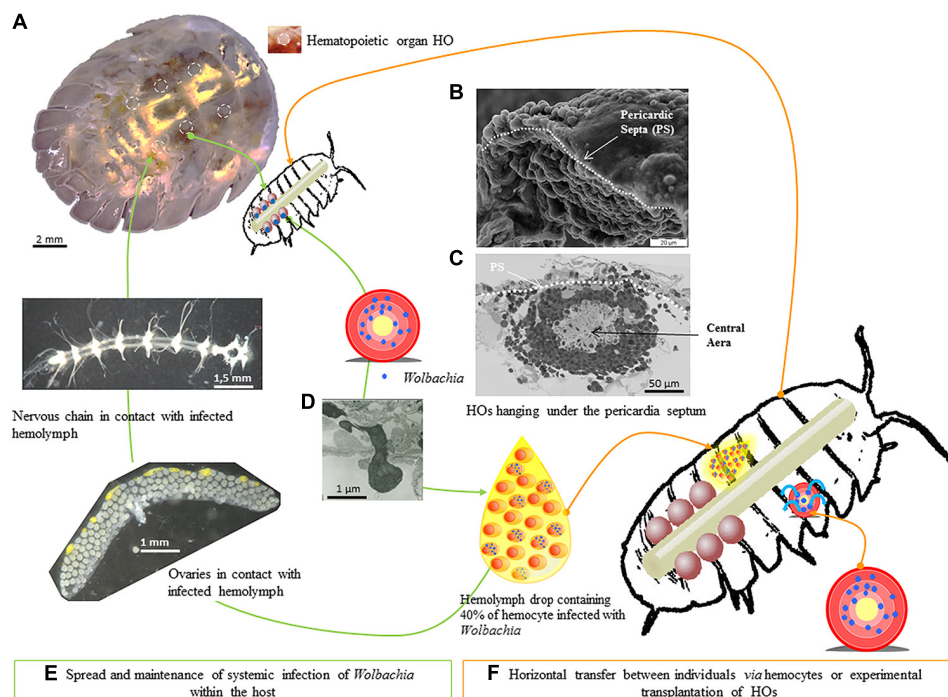 A
Hematopoietic organ HO
2 mm
B
Pericardic
Septa (PS)
20 µm
C
PS
Central
Aera
50 µm
HOs hanging under the pericardia septum
1,5 mm
Nervous chain in contact with infected
hemolymph
Wolbachia
D
1 µm
1 mm
Ovaries in contact with
infected hemolymph
Hemolymph drop containing
40% of hemocyte infected with
Wolbachia
E Spread and maintenance of systemic infection of Wolbachia
within the host
F Horizontal transfer between individuals via hemocytes or experimental
transplantation of HOs